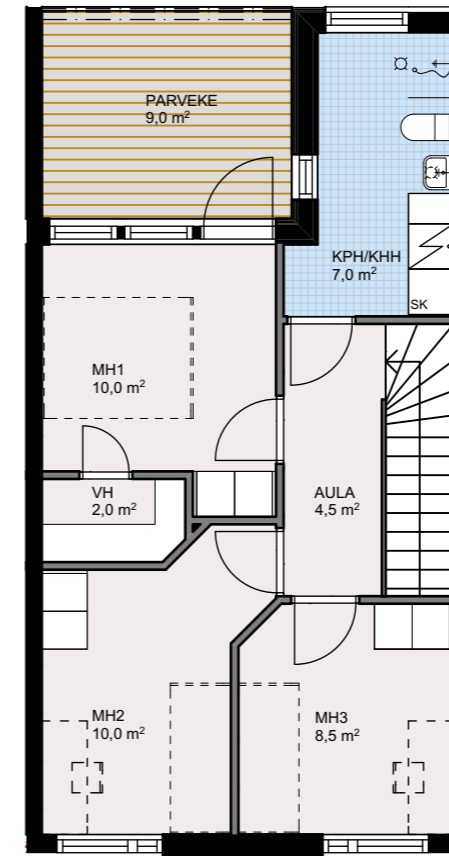 PARVEKE
9,0 m²
KPH/KHH
7,0 m²
SK
MH1
10,0 m²
VH
2,0 m²
AULA
4,5 m²
MH2
10,0 m²
MH3
8,5 m²